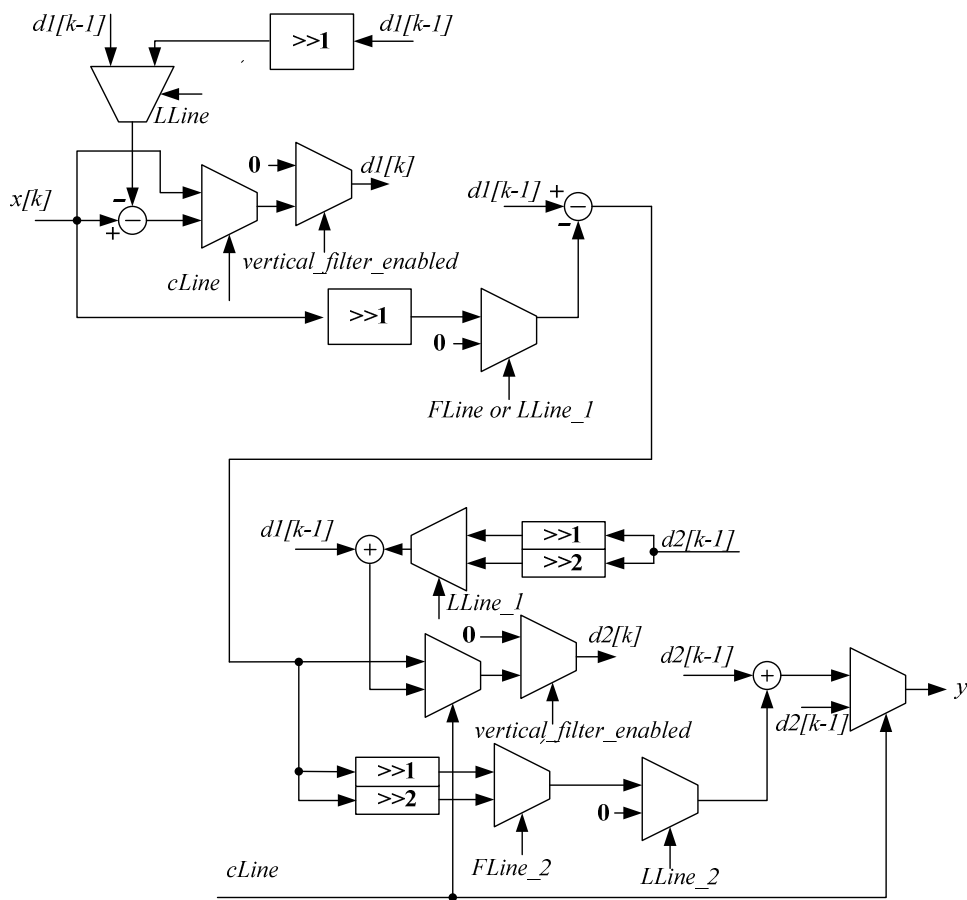 d1[k-1]
>>1
d1[k-1]
LLine
-
x[k]
+
−
0
d1[k]
cLine
vertical_filter_enabled
d1[k-1]
+
−
-
>>1
0
FLine or LLine_1
d1[k-1]
+
>>1
>>2
d2[k-1]
LLine_1
0
d2[k]
vertical_filter_enabled
d2[k-1]
+
d2[k-1]
y
>>1
>>2
0
FLine_2
LLine_2
cLine